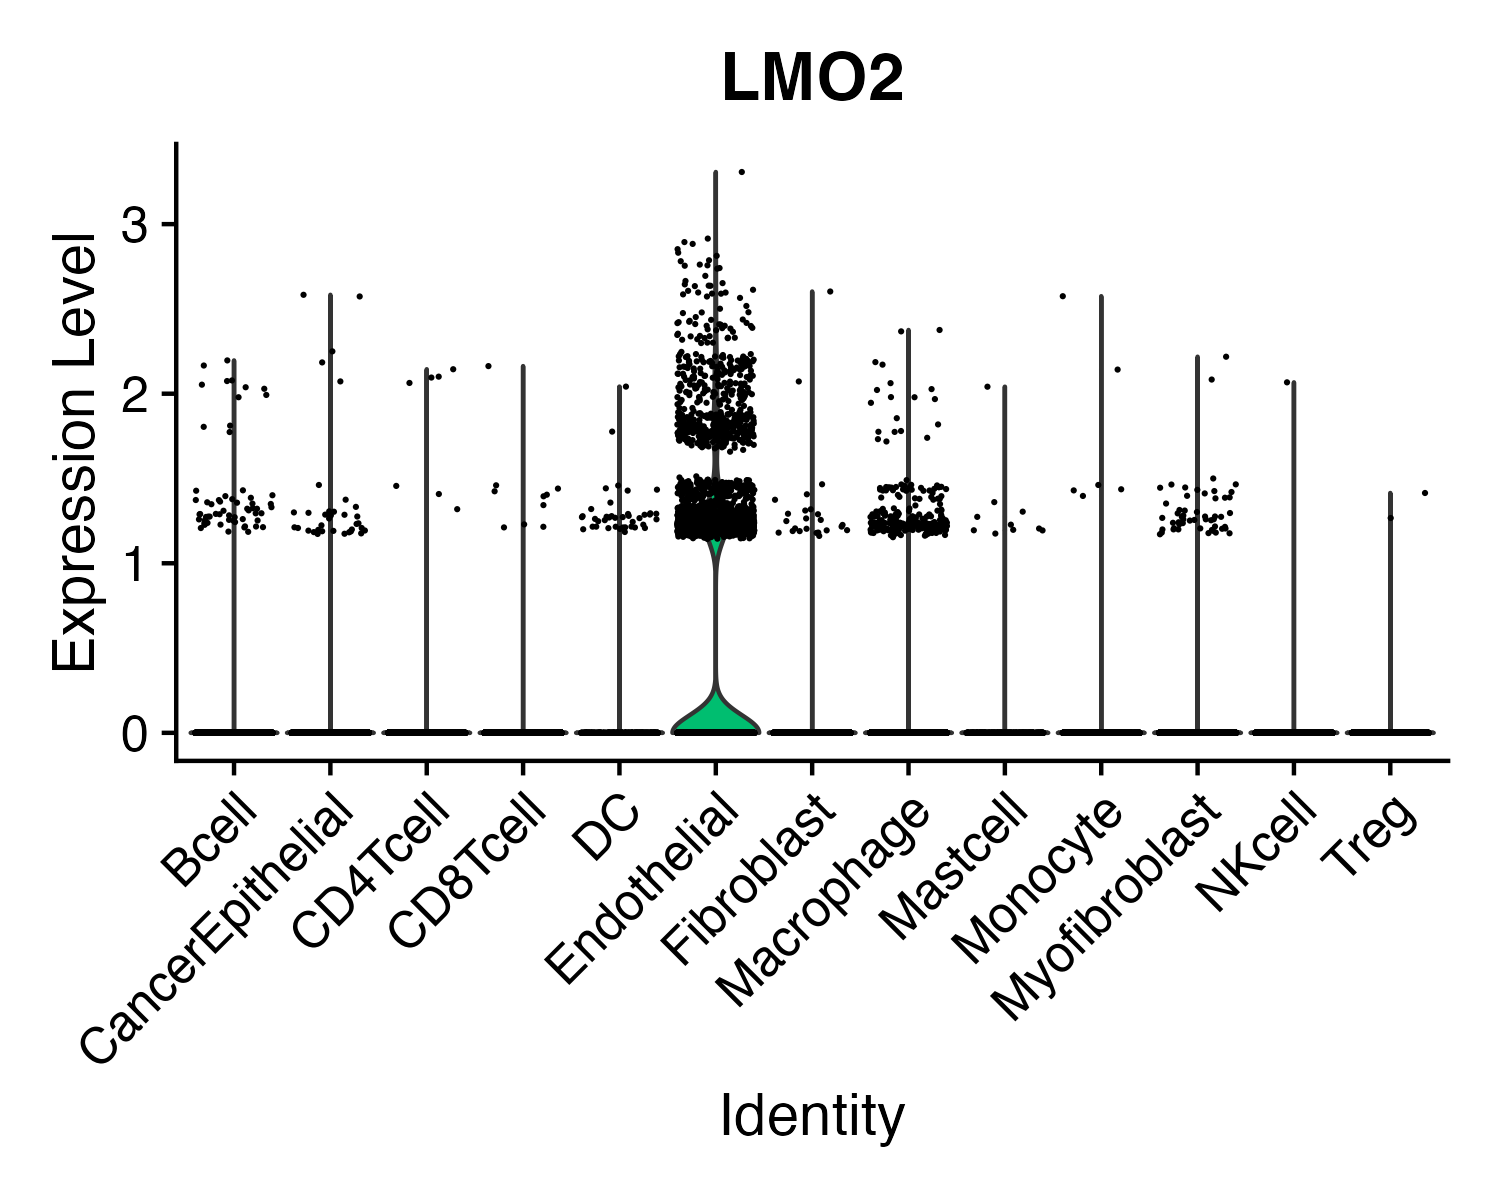 LMO2
Expression Level
3
2
1
0
Bcell
CancerEpithelial
CD4Tcell
CD8Tcell
DC
Endothelial
Fibroblast
Macrophage
Mastcell
Monocyte
Myofibroblast
NKcell
Treg
Identity